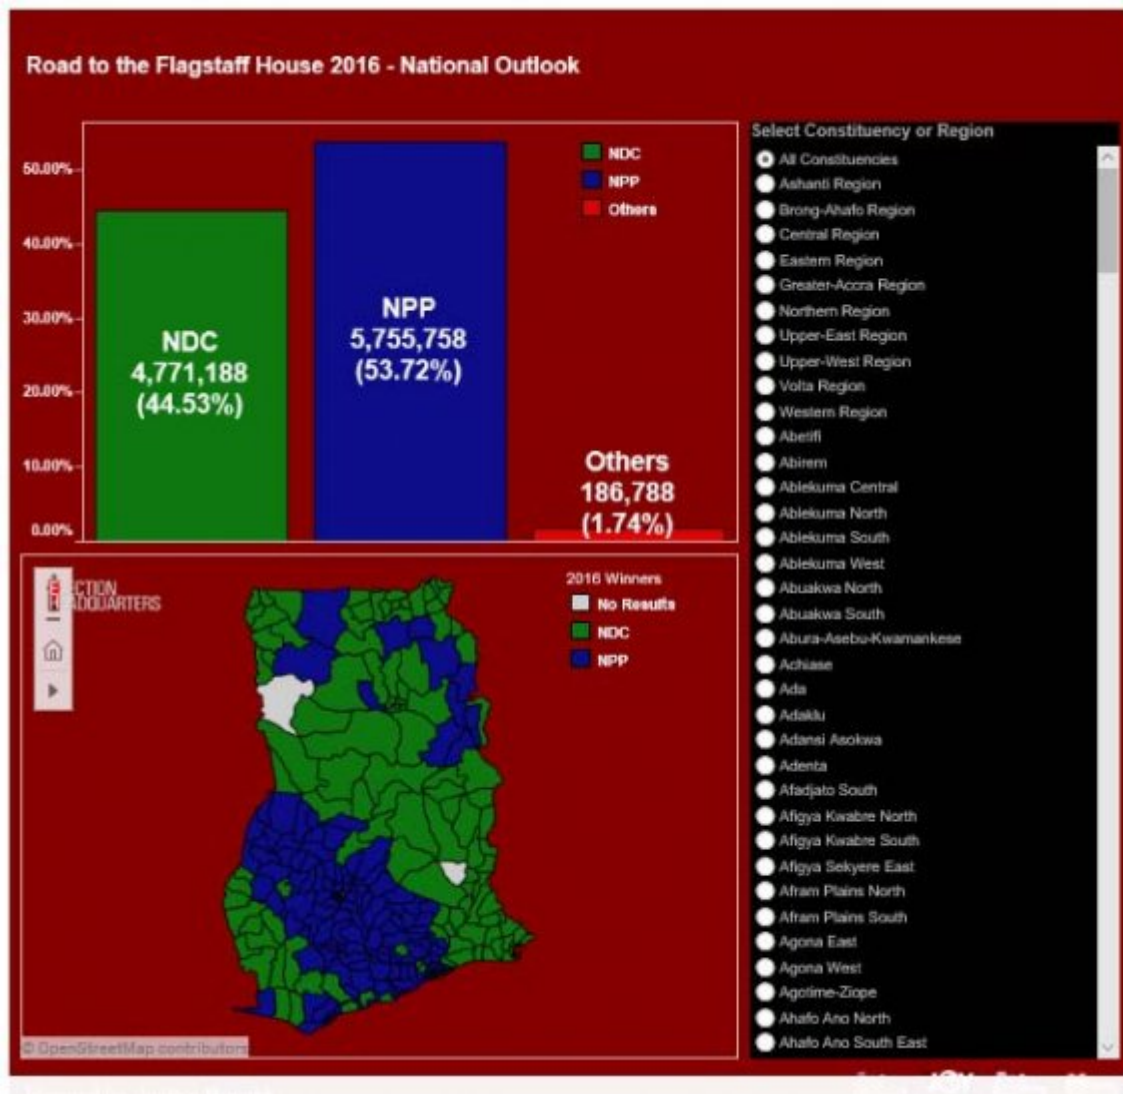 Road to the Flagstaff House 2016 - National Outlook
50.00%
40.00%
30.00%
20.00%
10.00%
0.00%
NDC
4,771,188
(44.53%)
NPP
5,755,758
(53.72%)
Others
186,788
(1.74%)
NDC
NPP
Others
2016 Winners
No Results
NDC
NPP
© OpenStreetMap contributors
Select Constituency or Region
All Constituencies
Ashanti Region
Brong-Ahafo Region
Central Region
Eastern Region
Greater-Accra Region
Northern Region
Upper-East Region
Upper-West Region
Volta Region
Western Region
Abetifi
Abirem
Ablekuma Central
Ablekuma North
Ablekuma South
Ablekuma West
Abuakwa North
Abuakwa South
Abura-Asebu-Kwamankese
Achiase
Ada
Adaklu
Adansi Asokwa
Adenta
Afadjato South
Afigya Kwabre North
Afigya Kwabre South
Afigya Sekyere East
Afram Plains North
Afram Plains South
Agona East
Agona West
Agotime-Ziope
Ahafo Ano North
Ahafo Ano South East